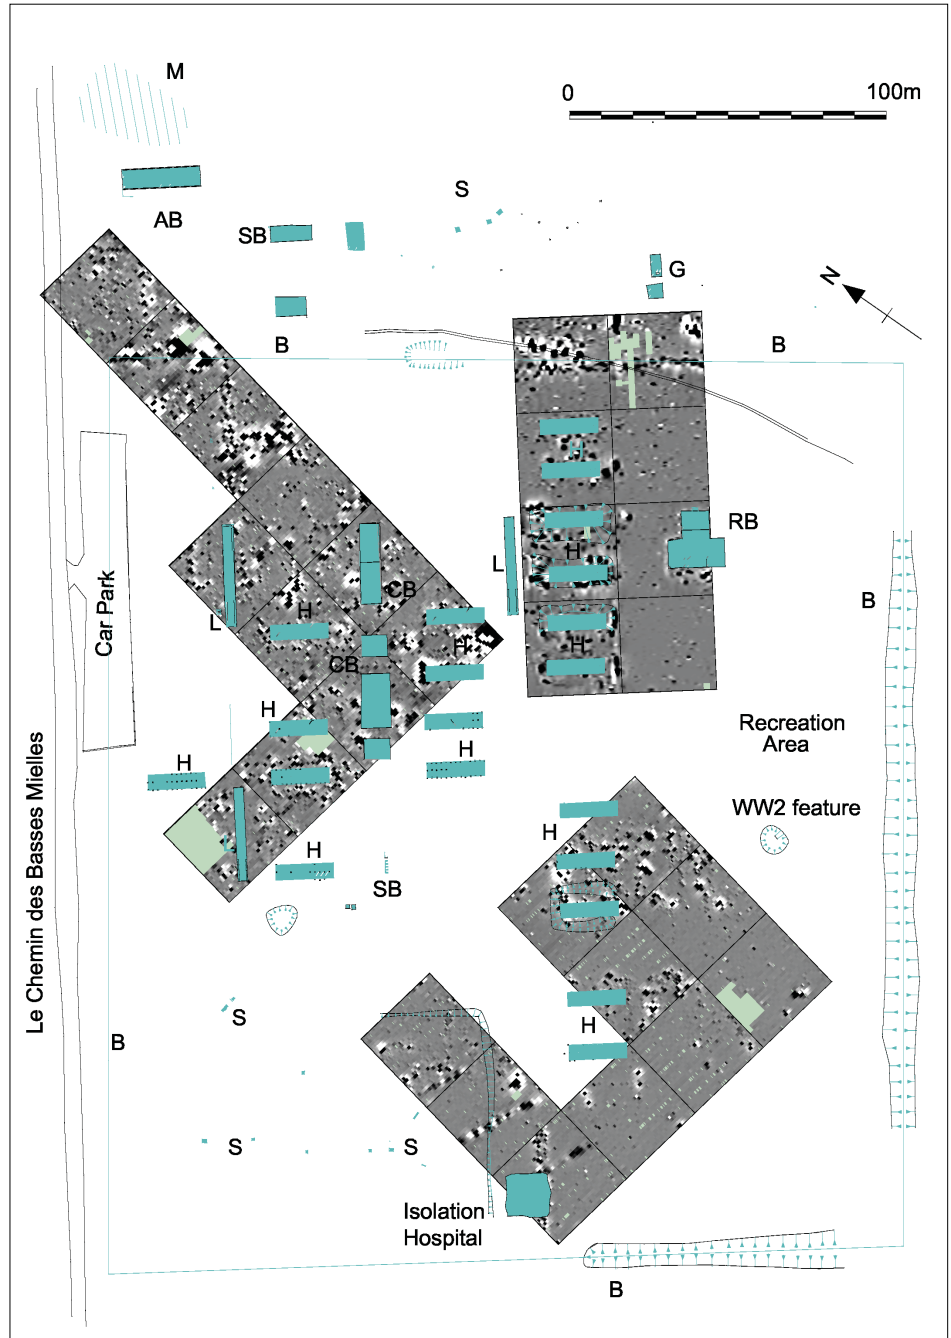 M
0 100m
S
AB
SB
G
N
B
B
H
RB
L
H
CB
B
H
L
Car Park
H
H
CB
H
Recreation
Area
H
H
Le Chemin des Basses Mielles
WW2 feature
H
L
H
SB
S
H
B
S
S
Isolation
Hospital
B